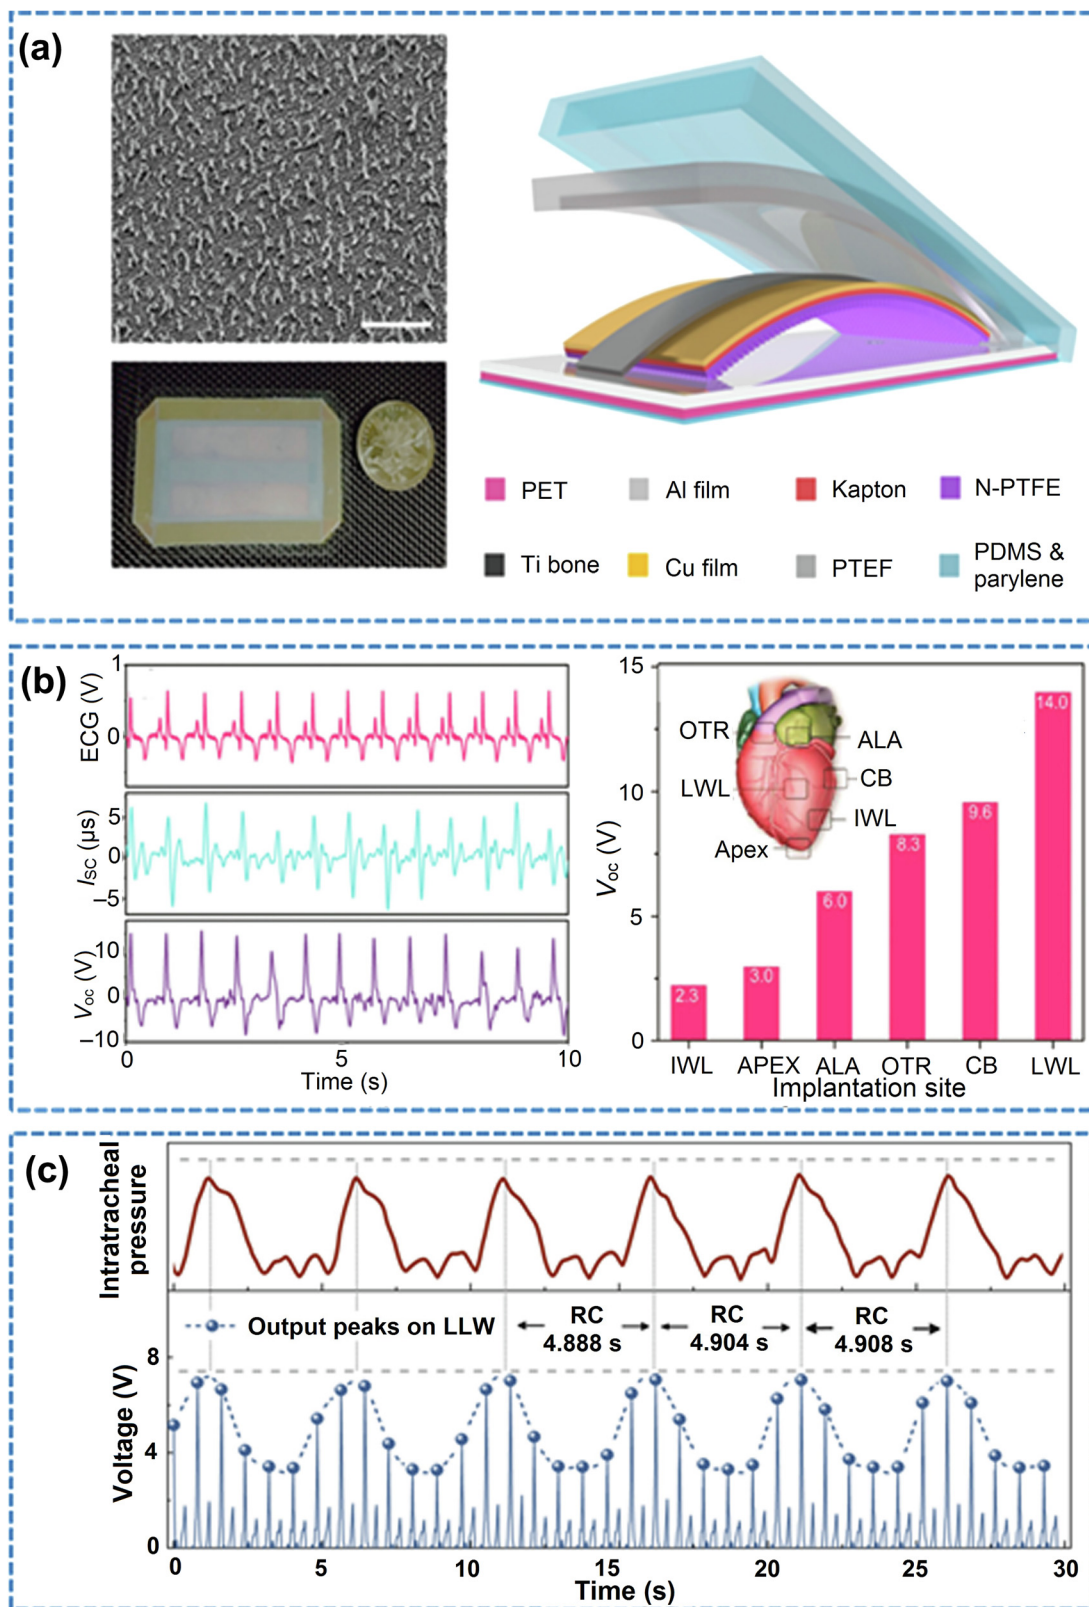 (a)
PET
Al film
Kapton
N-PTFE
Ti bone
Cu film
PTEF
PDMS &
parylene
(b)
ECG (V)
1
0
I_SC (μs)
5
0
–5
V_oc (V)
10
0
–10
0
5
10
Time (s)
V_oc (V)
15
10
5
0
OTR
ALA
LWL
CB
IWL
Apex
2.3
3.0
6.0
8.3
9.6
14.0
IWL
APEX
ALA
OTR
CB
LWL
Implantation site
(c)
Intratracheal
pressure
Output peaks on LLW
RC
4.888 s
RC
4.904 s
RC
4.908 s
Voltage (V)
8
4
0
0
5
10
15
20
25
30
Time (s)